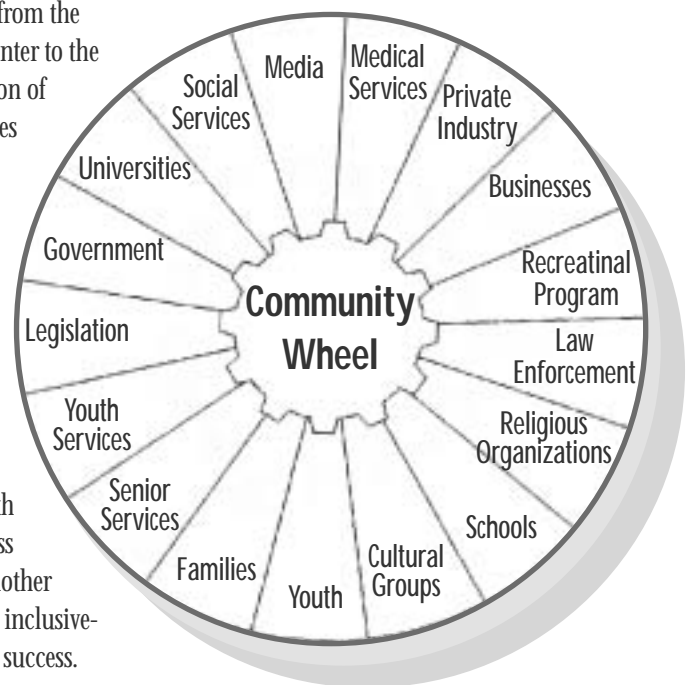 from the
nter to the
on of
es
th
ss
nother
inclusive-
success.
Community
Wheel
Media
Medical
Services
Private
Industry
Businesses
Recreatinal
Program
Law
Enforcement
Religious
Organizations
Schools
Cultural
Groups
Youth
Families
Senior
Services
Youth
Services
Legislation
Government
Universities
Social
Services